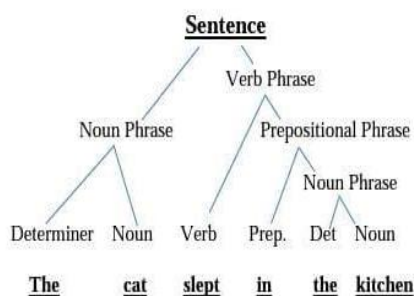 Sentence
Verb Phrase
Noun Phrase Prepositional Phrase
Noun Phrase
Determiner Noun Verb Prep. Det Noun
The cat slept in the kitchen